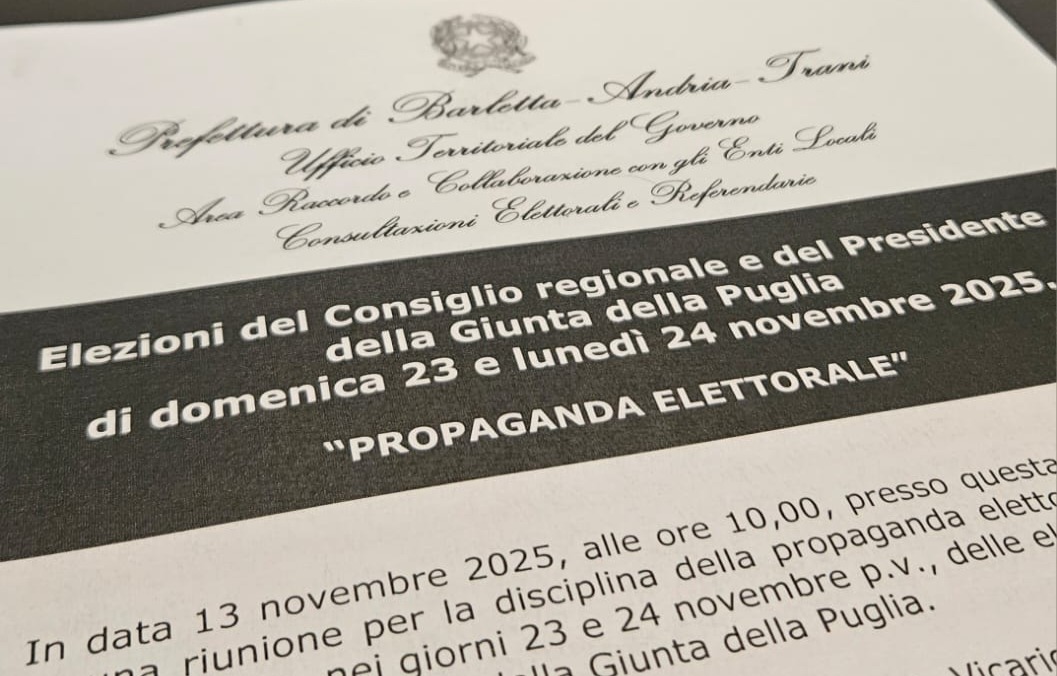 Prefettura di Barletta-Andria-Trani
Ufficio Territoriale del Governo
Area Raccordo e Collaborazione con gli Enti Locali
Consultazioni Elettorali e Referendarie
Elezioni del Consiglio regionale e del Presidente
della Giunta della Puglia
di domenica 23 e lunedì 24 novembre 2025.
“PROPAGANDA ELETTORALE”
In data 13 novembre 2025, alle ore 10,00, presso questa
riunione per la disciplina della propaganda eletto
nei giorni 23 e 24 novembre p.v., delle el
Giunta della Puglia.
Vicario